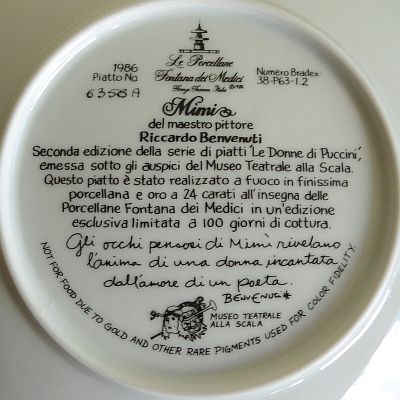 1986
Piatto No
6358A
Le Porcellane
Fontana dei Medici
Numero Bradex
38-P63-1.2
Mimì
del maestro pittore
Riccardo Benvenuti
Seconda edizione della serie di piatti 'Le Donne di Puccini',
emessa sotto gli auspici del Museo Teatrale alla Scala.
Questo piatto è stato realizzato a fuoco in finissima
porcellana e oro a 24 carati all'insegna delle
Porcellane Fontana dei Medici in un'edizione
esclusiva limitata a 100 giorni di cottura.
Gli occhi pensosi di Mimì rivelano
l'anima di una donna incantata
dall'amore di un poeta.
BENVENUTI*
MUSEO TEATRALE
ALLA SCALA
NOT FOR FOOD DUE TO GOLD AND OTHER RARE PIGMENTS USED FOR COLOR FIDELITY.